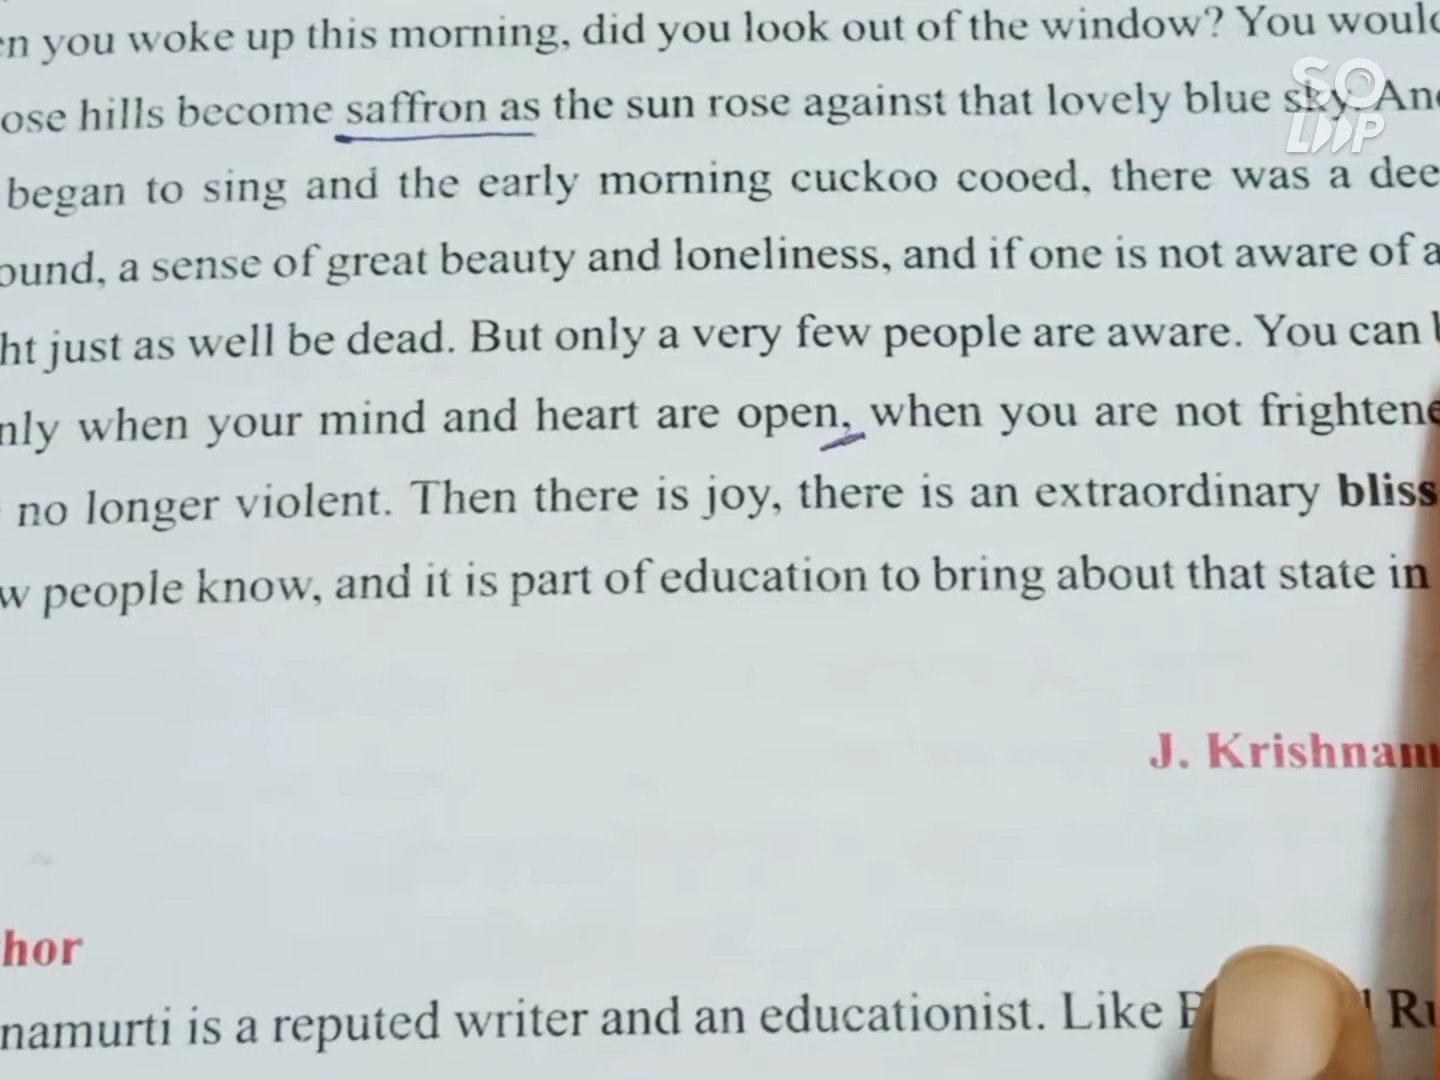 en you woke up this morning, did you look out of the window? You would
ose hills become saffron as the sun rose against that lovely blue sky. And
began to sing and the early morning cuckoo cooed, there was a dee
ound, a sense of great beauty and loneliness, and if one is not aware of a
ht just as well be dead. But only a very few people are aware. You can
nly when your mind and heart are open, when you are not frightene
no longer violent. Then there is joy, there is an extraordinary bliss
w people know, and it is part of education to bring about that state in
J. Krishnam
hor
namurti is a reputed writer and an educationist. Like
SO
LOOP